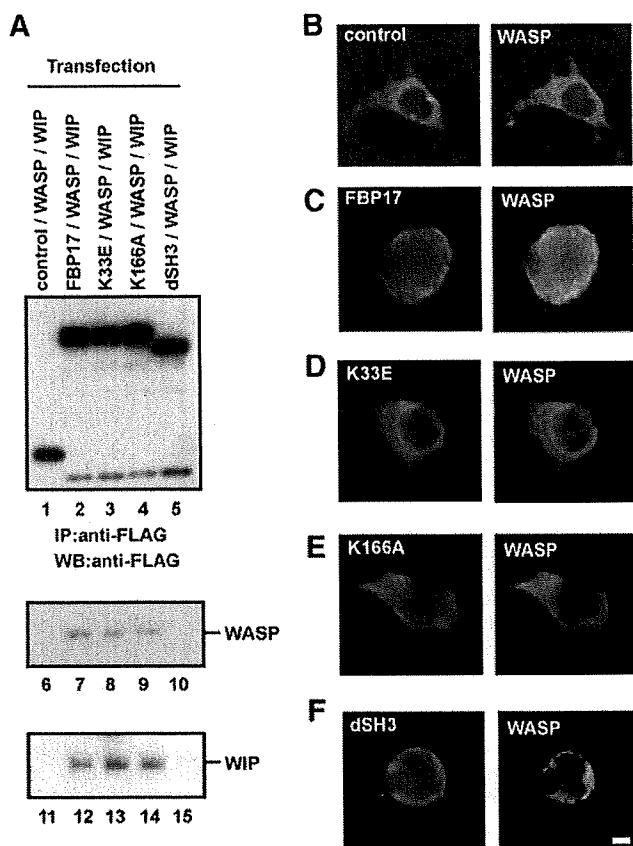 A
Transfection
control / WASP / WIP
FBP17 / WASP / WIP
K33E / WASP / WIP
K166A / WASP / WIP
dSH3 / WASP / WIP
1 2 3 4 5
IP:anti-FLAG
WB:anti-FLAG
WASP
6 7 8 9 10
WIP
11 12 13 14 15
B
control
WASP
C
FBP17
WASP
D
K33E
WASP
E
K166A
WASP
F
dSH3
WASP